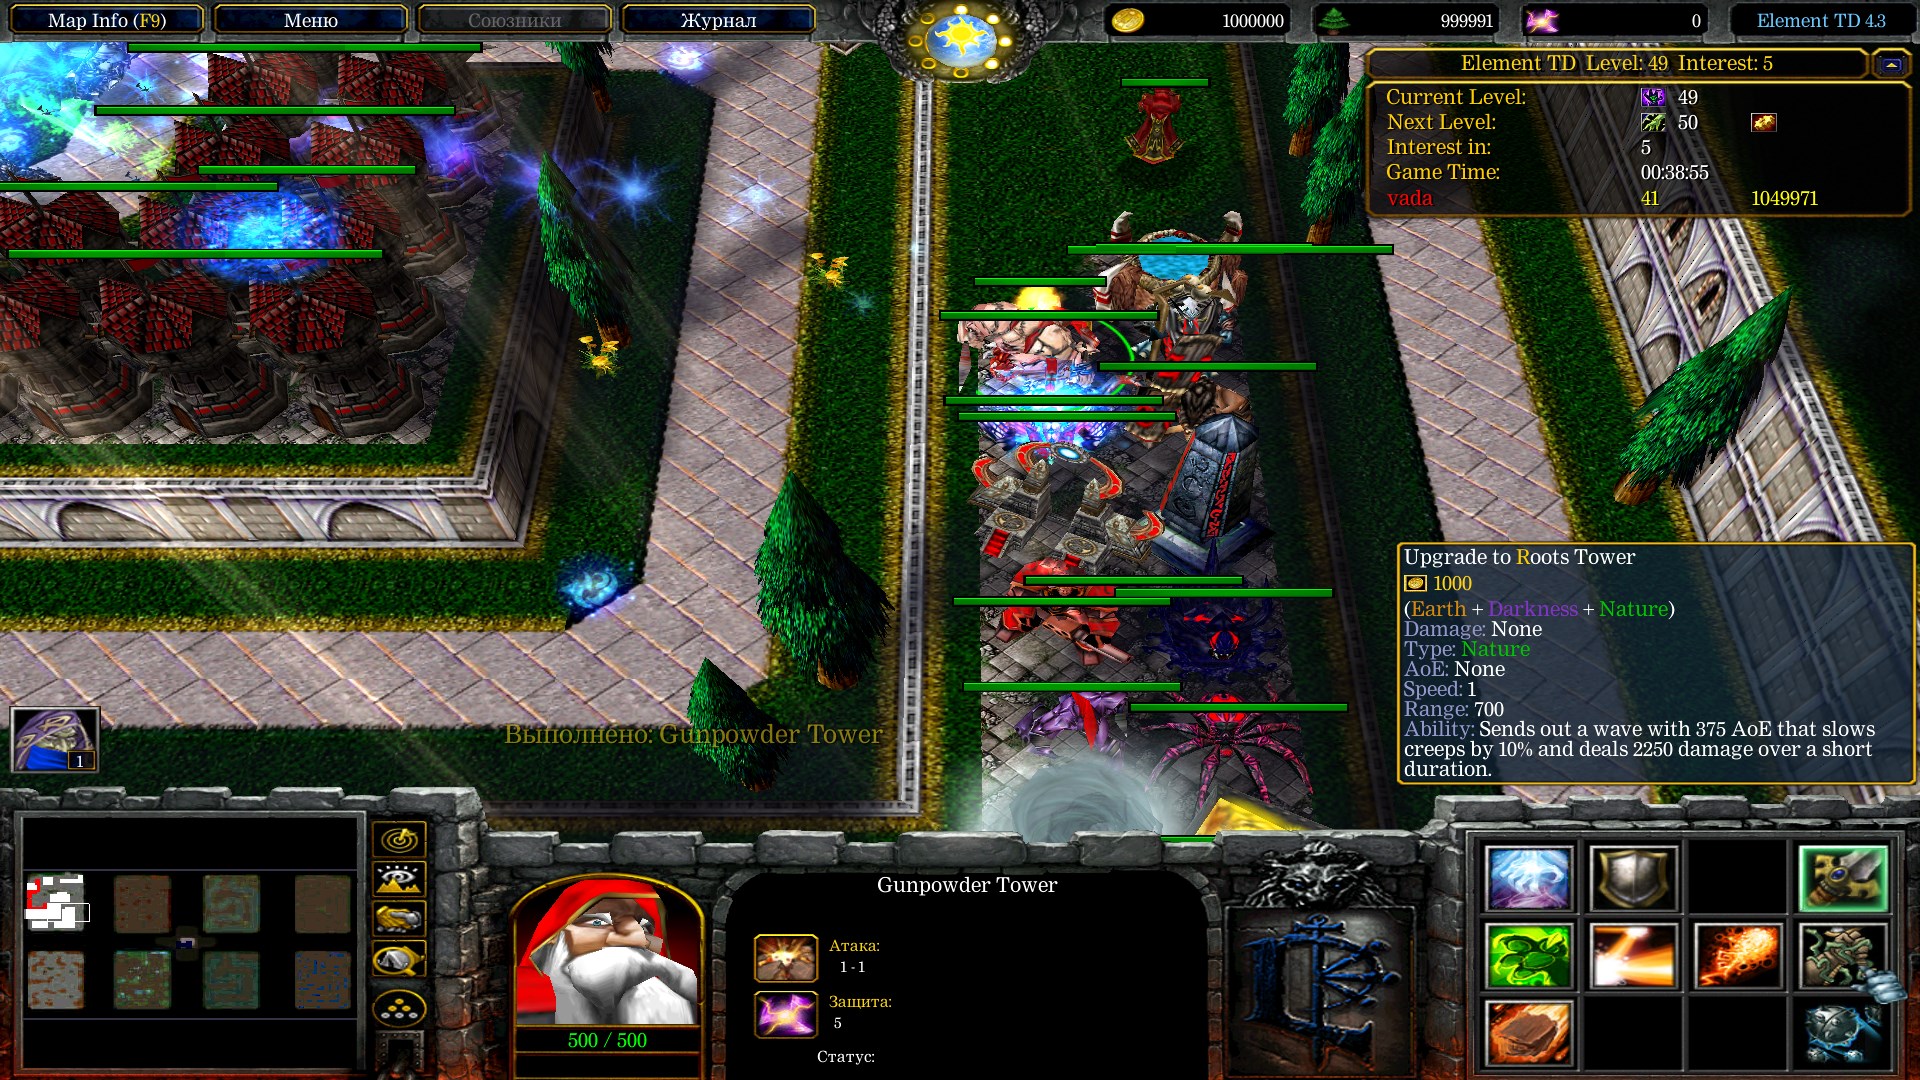 Map Info (F9)
Меню
Союзники
Журнал
1000000
999991
0
Element TD 4.3
Element TD Level: 49 Interest: 5
Current Level: 49
Next Level: 50
Interest in: 5
Game Time: 00:38:55
vada 41 1049971
Upgrade to Roots Tower
1000
(Earth + Darkness + Nature)
Damage: None
Type: Nature
AoE: None
Speed: 1
Range: 700
Ability: Sends out a wave with 375 AoE that slows
creeps by 10% and deals 2250 damage over a short
duration.
Выполнено: Gunpowder Tower
1
Gunpowder Tower
Атака:
1 - 1
Защита:
5
Статус:
500 / 500